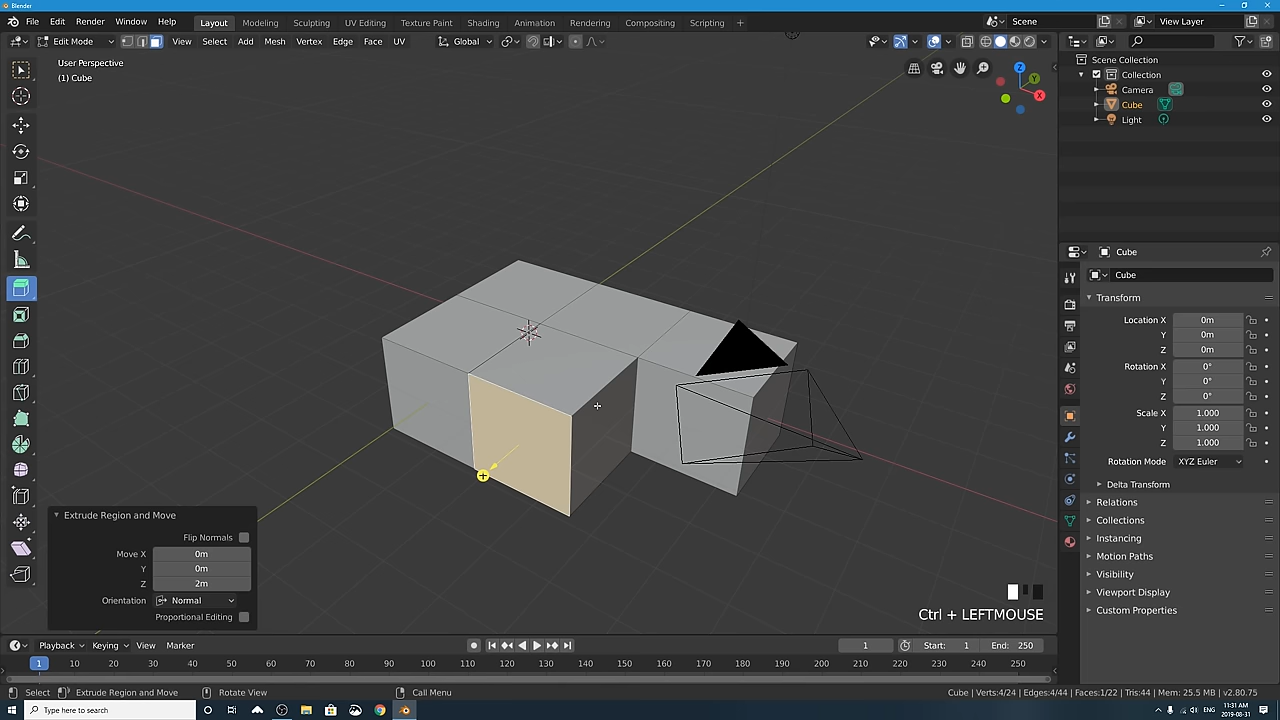 Blender
File Edit Render Window Help Layout Modeling Sculpting UV Editing Texture Paint Shading Animation Rendering Compositing Scripting + Scene View Layer
Edit Mode View Select Add Mesh Vertex Edge Face UV Global
User Perspective
(1) Cube
Z
Y
X
Scene Collection
Collection
Camera
Cube
Light
Cube
Cube
Transform
Location X 0m
Y 0m
Z 0m
Rotation X 0°
Y 0°
Z 0°
Scale X 1.000
Y 1.000
Z 1.000
Rotation Mode XYZ Euler
Delta Transform
Relations
Collections
Instancing
Motion Paths
Visibility
Viewport Display
Custom Properties
Extrude Region and Move
Flip Normals
Move X 0m
Y 0m
Z 2m
Orientation Normal
Proportional Editing
Ctrl + LEFTMOUSE
Playback Keying View Marker 1 Start: 1 End: 250
1 10 20 30 40 50 60 70 80 90 100 110 120 130 140 150 160 170 180 190 200 210 220 230 240 250
Select Extrude Region and Move Rotate View Call Menu Cube | Verts:4/24 | Edges:4/44 | Faces:1/22 | Tris:44 | Mem: 25.5 MB | v2.80.75
Type here to search ENG 11:31 AM
2019-08-31